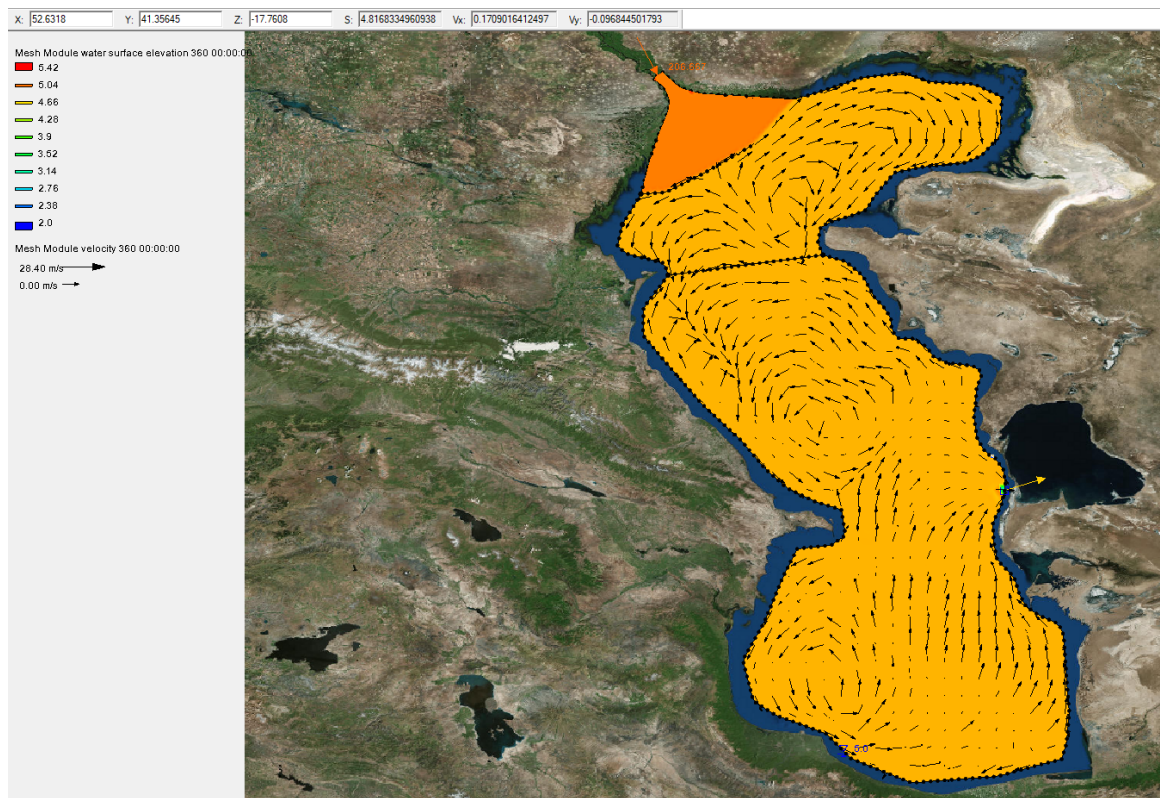 X: 52.6318 Y: 41.35645 Z: -17.7608 S: 4.8168334960938 Vx: 0.1709016412497 Vy: -0.096844501793
Mesh Module water surface elevation 360 00:00:00
5.42
5.04
4.66
4.28
3.9
3.52
3.14
2.76
2.38
2.0
Mesh Module velocity 360 00:00:00
28.40 m/s
0.00 m/s
5.0